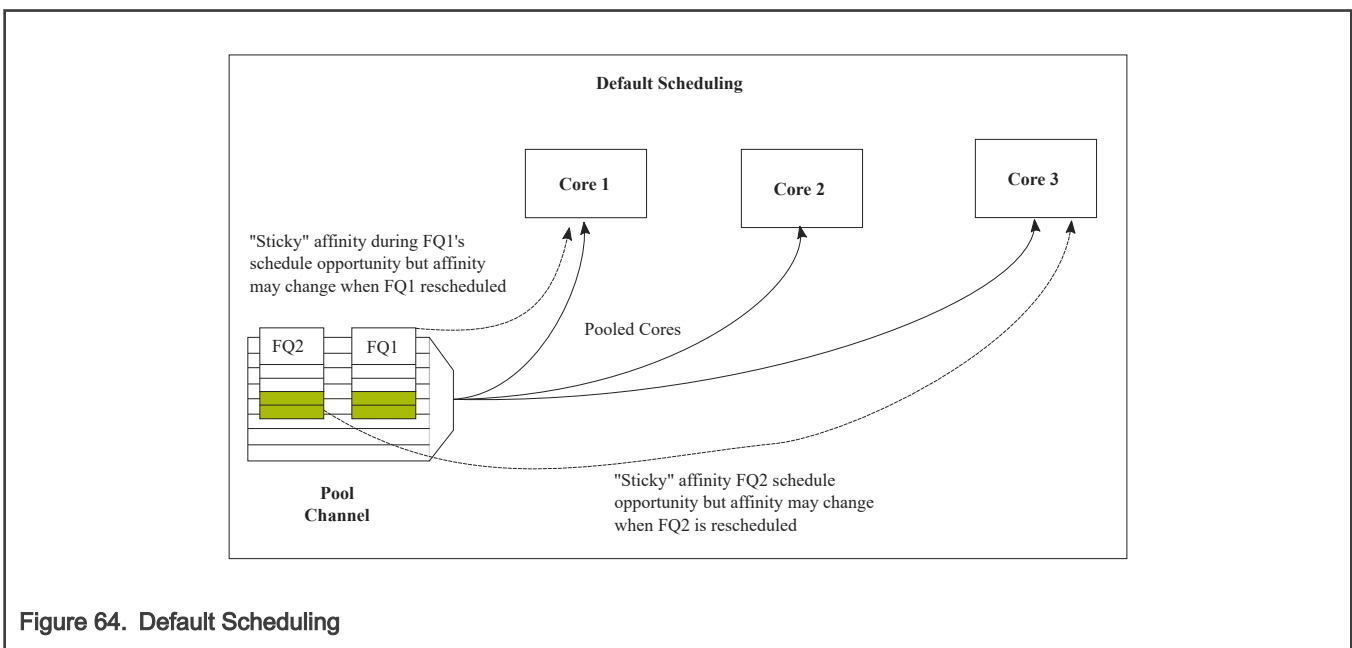 Default Scheduling
Core 1
Core 2
Core 3
"Sticky" affinity during FQ1's
schedule opportunity but affinity
may change when FQ1 rescheduled
Pooled Cores
FQ2
FQ1
"Sticky" affinity FQ2 schedule
opportunity but affinity may change
when FQ2 is rescheduled
Pool
Channel
Figure 64. Default Scheduling